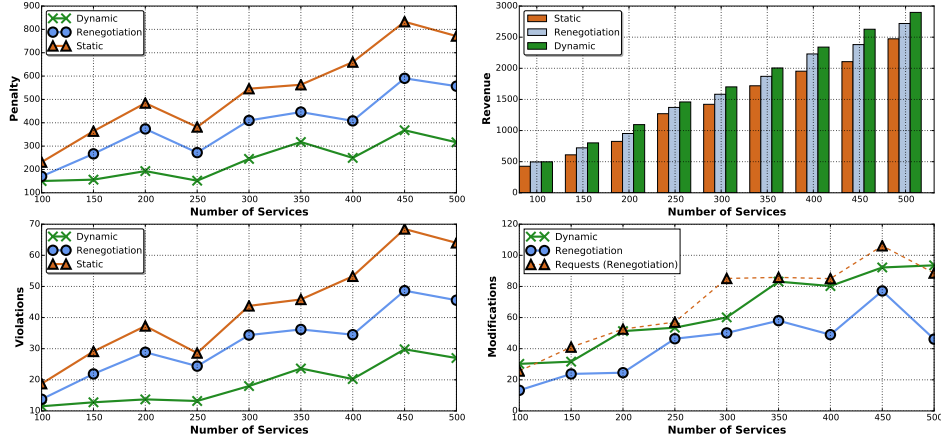 900
800
700
600
500
400
300
200
100
Penalty
Dynamic
Renegotiation
Static
100 150 200 250 300 350 400 450 500
Number of Services
3000
2500
2000
1500
1000
500
0
Revenue
Static
Renegotiation
Dynamic
100 150 200 250 300 350 400 450 500
Number of Services
70
60
50
40
30
20
10
Violations
Dynamic
Renegotiation
Static
100 150 200 250 300 350 400 450 500
Number of Services
120
100
80
60
40
20
0
Modifications
Dynamic
Renegotiation
Requests (Renegotiation)
100 150 200 250 300 350 400 450 500
Number of Services